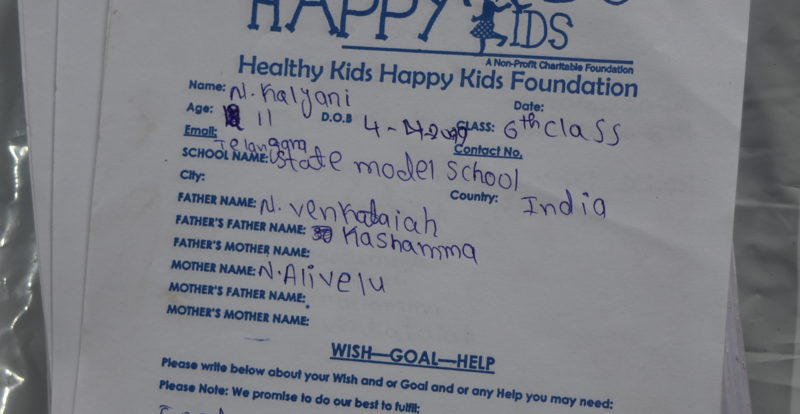 HAPPY KIDS
A Non-Profit Charitable Foundation
Healthy Kids Happy Kids Foundation
Name: N. Kalyani Date:
Age: 11 D.O.B 4-4-2009 CLASS: 6th class
Email: Contact No.
Telangana
SCHOOL NAME: state model school
City: Country: India
FATHER NAME: N. venkataiah
FATHER'S FATHER NAME: Kashamma
FATHER'S MOTHER NAME:
MOTHER NAME: N. Alivelu
MOTHER'S FATHER NAME:
MOTHER'S MOTHER NAME:
WISH—GOAL—HELP
Please write below about your Wish and or Goal and or any Help you may need:
Please Note: We promise to do our best to fulfil: